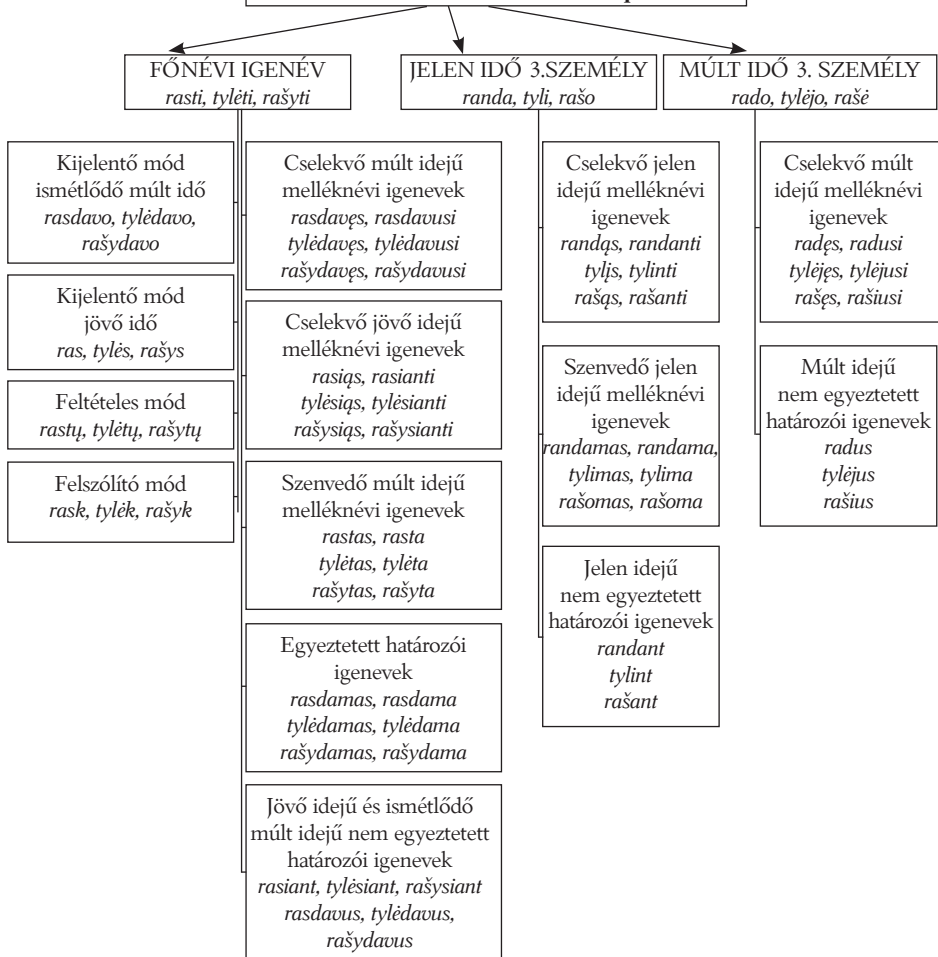 FŐNÉVI IGENÉV
rasti, tylėti, rašyti
JELEN IDŐ 3.SZEMÉLY
randa, tyli, rašo
MÚLT IDŐ 3. SZEMÉLY
rado, tylėjo, rašė
Kijelentő mód
ismétlődő múlt idő
rasdavo, tylėdavo,
rašydavo
Kijelentő mód
jövő idő
ras, tylės, rašys
Feltételes mód
rastų, tylėtų, rašytų
Felszólító mód
rask, tylėk, rašyk
Cselekvő múlt idejű
melléknévi igenevek
rasdavęs, rasdavusi
tylėdavęs, tylėdavusi
rašydavęs, rašydavusi
Cselekvő jövő idejű
melléknévi igenevek
rasiąs, rasianti
tylėsiąs, tylėsianti
rašysiąs, rašysianti
Szenvedő múlt idejű
melléknévi igenevek
rastas, rasta
tylėtas, tylėta
rašytas, rašyta
Egyeztetett határozói
igenevek
rasdamas, rasdama
tylėdamas, tylėdama
rašydamas, rašydama
Jövő idejű és ismétlődő
múlt idejű nem egyeztetett
határozói igenevek
rasiant, tylėsiant, rašysiant
rasdavus, tylėdavus,
rašydavus
Cselekvő jelen
idejű melléknévi
igenevek
randąs, randanti
tylįs, tylinti
rašąs, rašanti
Szenvedő jelen
idejű melléknévi
igenevek
randamas, randama,
tylimas, tylima
rašomas, rašoma
Jelen idejű
nem egyeztetett
határozói igenevek
randant
tylint
rašant
Cselekvő múlt
idejű melléknévi
igenevek
radęs, radusi
tylėjęs, tylėjusi
rašęs, rašiusi
Múlt idejű
nem egyeztetett
határozói igenevek
radus
tylėjus
rašius